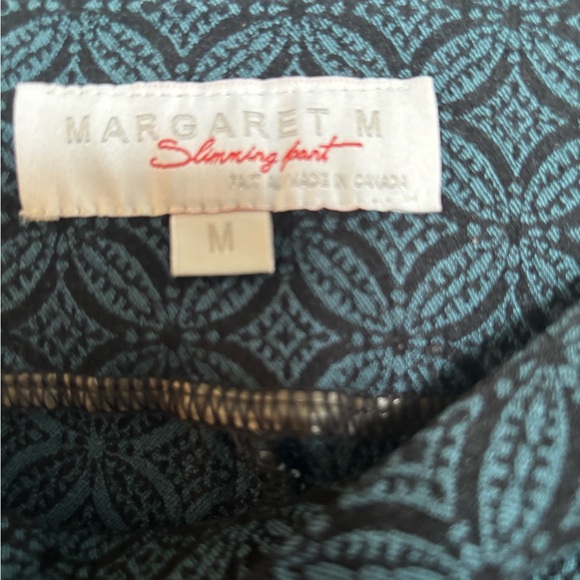 MARGARET M
Slimming pant
FAIT AU MADE IN CANADA
M